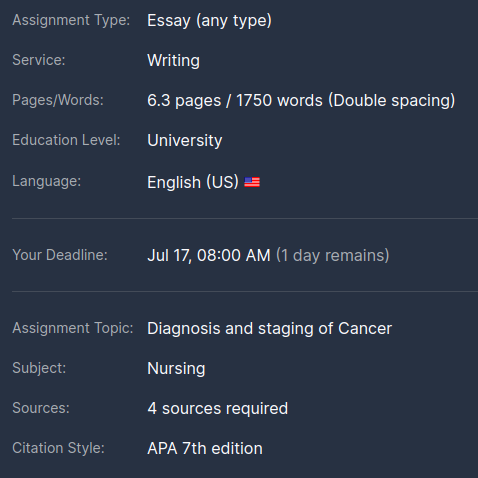 Assignment Type: Essay (any type)
Service: Writing
Pages/Words: 6.3 pages / 1750 words (Double spacing)
Education Level: University
Language: English (US) 🇺🇸
Your Deadline: Jul 17, 08:00 AM (1 day remains)
Assignment Topic: Diagnosis and staging of Cancer
Subject: Nursing
Sources: 4 sources required
Citation Style: APA 7th edition